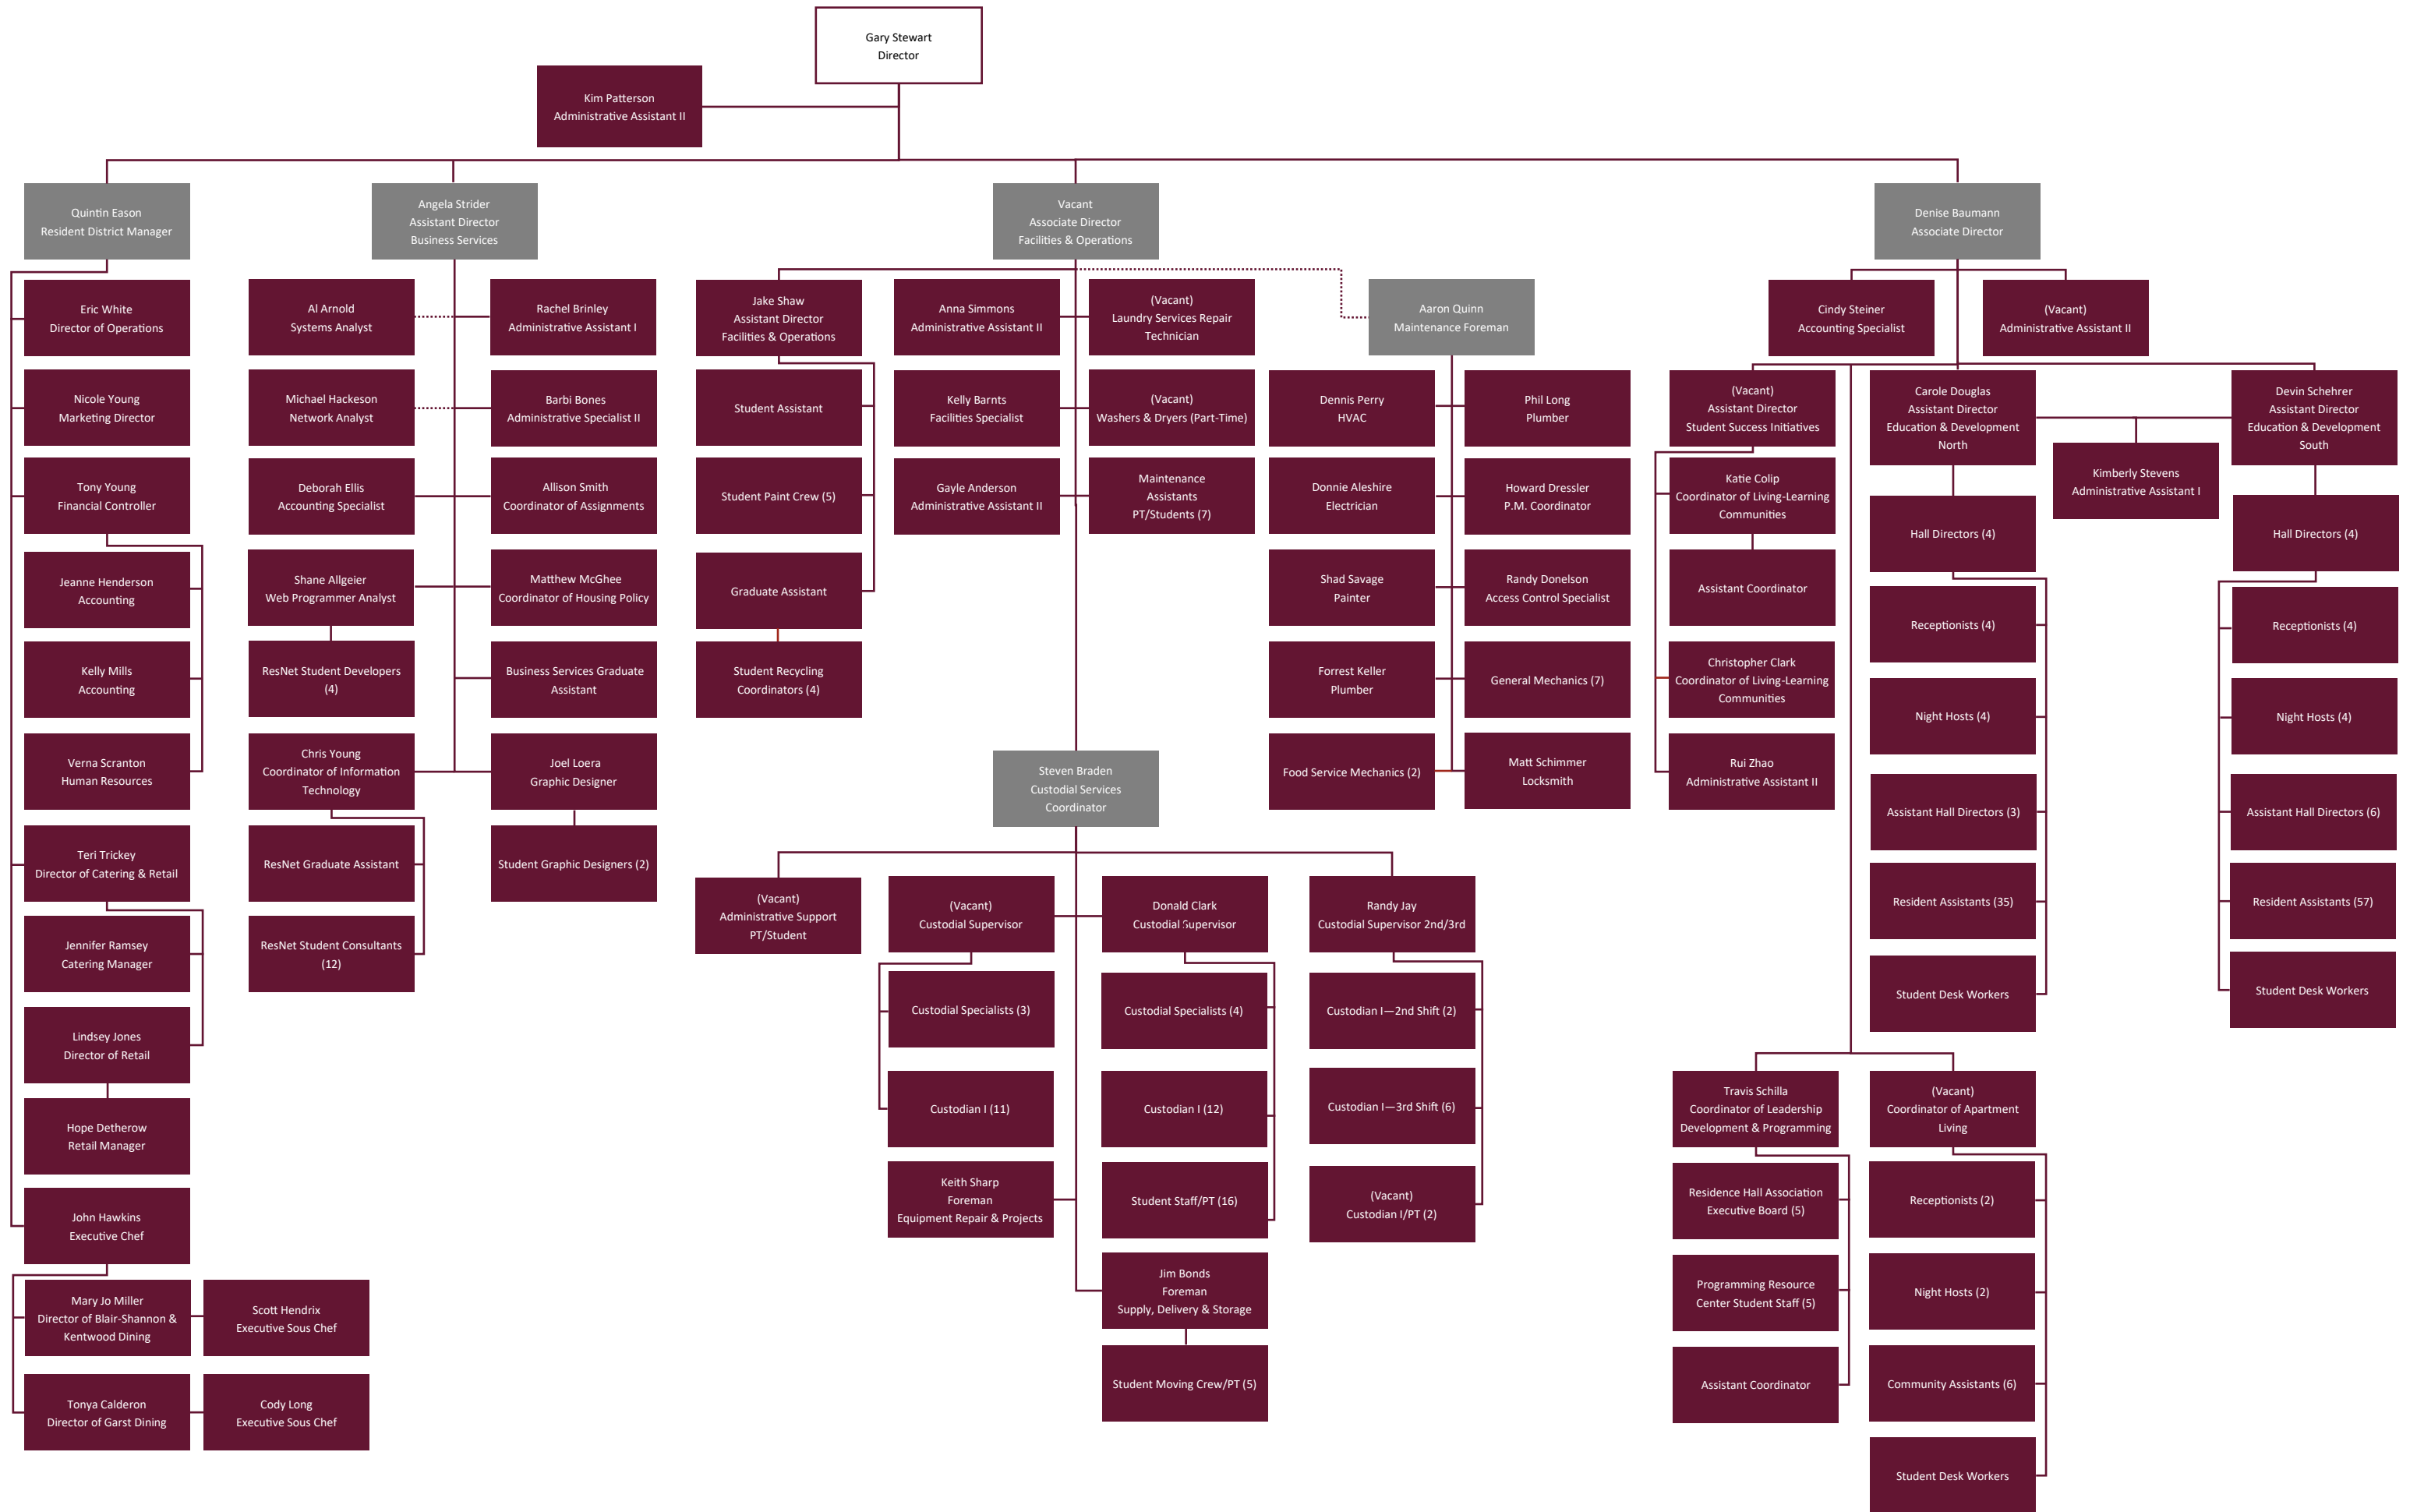 Gary Stewart
Director
Kim Patterson
Administrative Assistant II
Quintin Eason
Resident District Manager
Eric White
Director of Operations
Nicole Young
Marketing Director
Tony Young
Financial Controller
Jeanne Henderson
Accounting
Kelly Mills
Accounting
Verna Scranton
Human Resources
Teri Trickey
Director of Catering & Retail
Jennifer Ramsey
Catering Manager
Lindsey Jones
Director of Retail
Hope Detherow
Retail Manager
John Hawkins
Executive Chef
Mary Jo Miller
Director of Blair-Shannon &
Kentwood Dining
Scott Hendrix
Executive Sous Chef
Tonya Calderon
Director of Garst Dining
Cody Long
Executive Sous Chef
Angela Strider
Assistant Director
Business Services
Al Arnold
Systems Analyst
Rachel Brinley
Administrative Assistant I
Michael Hackeson
Network Analyst
Barbi Bones
Administrative Specialist II
Deborah Ellis
Accounting Specialist
Allison Smith
Coordinator of Assignments
Shane Allgeier
Web Programmer Analyst
Matthew McGhee
Coordinator of Housing Policy
ResNet Student Developers
(4)
Business Services Graduate
Assistant
Chris Young
Coordinator of Information
Technology
Joel Loera
Graphic Designer
ResNet Graduate Assistant
Student Graphic Designers (2)
ResNet Student Consultants
(12)
Vacant
Associate Director
Facilities & Operations
Jake Shaw
Assistant Director
Facilities & Operations
Student Assistant
Student Paint Crew (5)
Graduate Assistant
Student Recycling
Coordinators (4)
Anna Simmons
Administrative Assistant II
(Vacant)
Laundry Services Repair
Technician
Kelly Barnts
Facilities Specialist
(Vacant)
Washers & Dryers (Part-Time)
Gayle Anderson
Administrative Assistant II
Maintenance
Assistants
PT/Students (7)
Aaron Quinn
Maintenance Foreman
Dennis Perry
HVAC
Phil Long
Plumber
Donnie Aleshire
Electrician
Howard Dressler
P.M. Coordinator
Shad Savage
Painter
Randy Donelson
Access Control Specialist
Forrest Keller
Plumber
General Mechanics (7)
Food Service Mechanics (2)
Matt Schimmer
Locksmith
Steven Braden
Custodial Services
Coordinator
(Vacant)
Administrative Support
PT/Student
(Vacant)
Custodial Supervisor
Custodial Specialists (3)
Custodian I (11)
Keith Sharp
Foreman
Equipment Repair & Projects
Donald Clark
Custodial Supervisor
Custodial Specialists (4)
Custodian I (12)
Student Staff/PT (16)
Jim Bonds
Foreman
Supply, Delivery & Storage
Student Moving Crew/PT (5)
Randy Jay
Custodial Supervisor 2nd/3rd
Custodian I—2nd Shift (2)
Custodian I—3rd Shift (6)
(Vacant)
Custodian I/PT (2)
Denise Baumann
Associate Director
Cindy Steiner
Accounting Specialist
(Vacant)
Administrative Assistant II
(Vacant)
Assistant Director
Student Success Initiatives
Katie Colip
Coordinator of Living-Learning
Communities
Assistant Coordinator
Christopher Clark
Coordinator of Living-Learning
Communities
Rui Zhao
Administrative Assistant II
Carole Douglas
Assistant Director
Education & Development
North
Hall Directors (4)
Receptionists (4)
Night Hosts (4)
Assistant Hall Directors (3)
Resident Assistants (35)
Student Desk Workers
Kimberly Stevens
Administrative Assistant I
Devin Schehrer
Assistant Director
Education & Development
South
Hall Directors (4)
Receptionists (4)
Night Hosts (4)
Assistant Hall Directors (6)
Resident Assistants (57)
Student Desk Workers
Travis Schilla
Coordinator of Leadership
Development & Programming
Residence Hall Association
Executive Board (5)
Programming Resource
Center Student Staff (5)
Assistant Coordinator
(Vacant)
Coordinator of Apartment
Living
Receptionists (2)
Night Hosts (2)
Community Assistants (6)
Student Desk Workers